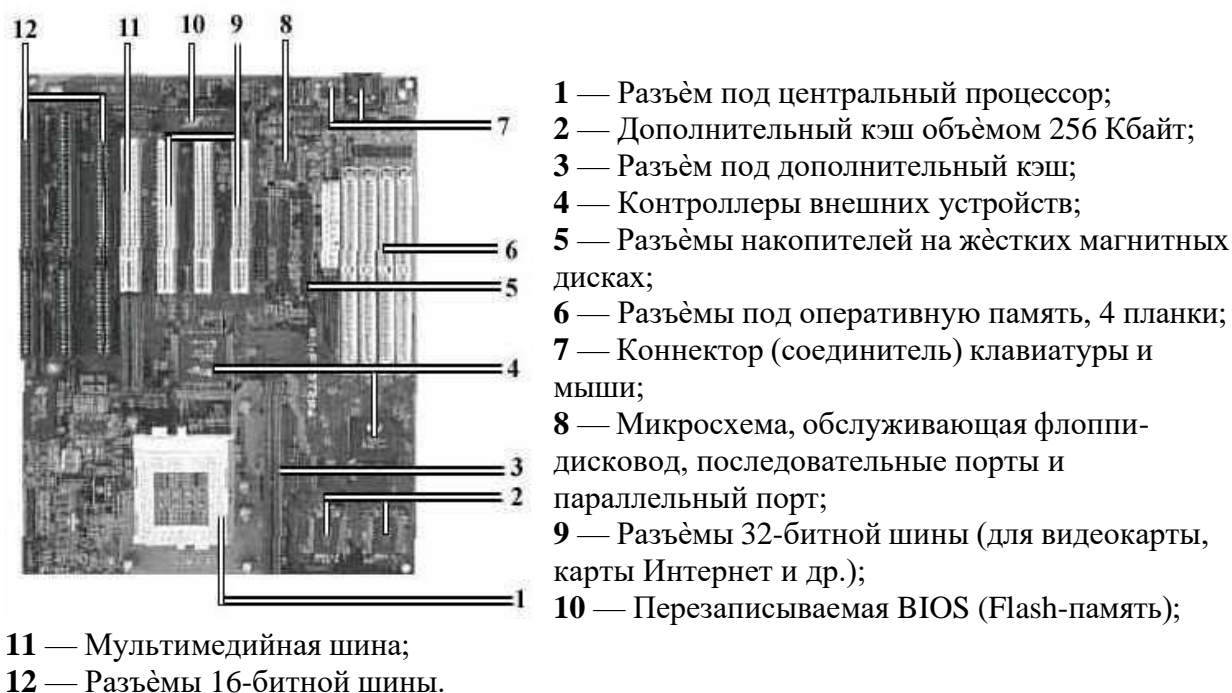 12 11 10 9 8
7
6
5
4
3
2
1
1 — Разъѐм под центральный процессор;
2 — Дополнительный кэш объѐмом 256 Кбайт;
3 — Разъѐм под дополнительный кэш;
4 — Контроллеры внешних устройств;
5 — Разъѐмы накопителей на жѐстких магнитных
дисках;
6 — Разъѐмы под оперативную память, 4 планки;
7 — Коннектор (соединитель) клавиатуры и
мыши;
8 — Микросхема, обслуживающая флоппи-
дисковод, последовательные порты и
параллельный порт;
9 — Разъѐмы 32-битной шины (для видеокарты,
карты Интернет и др.);
10 — Перезаписываемая BIOS (Flash-память);
11 — Мультимедийная шина;
12 — Разъѐмы 16-битной шины.